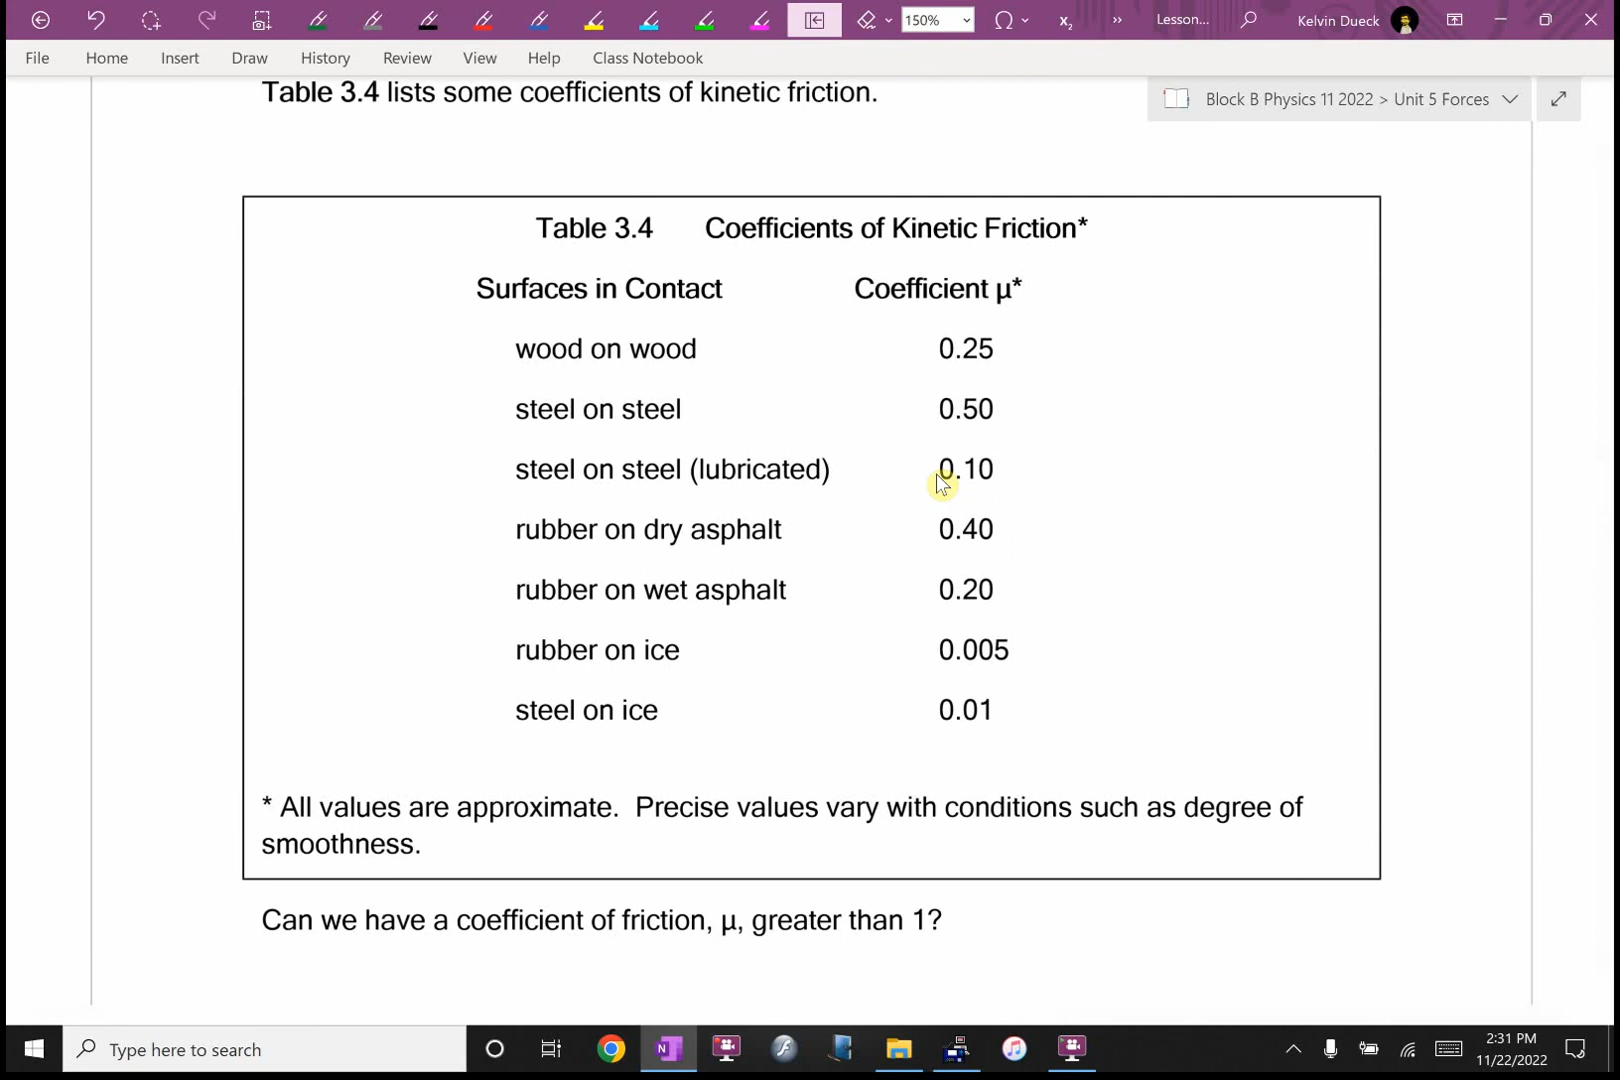 150%
Ω
x₂
Lesson...
Kelvin Dueck
File Home Insert Draw History Review View Help Class Notebook
Table 3.4 lists some coefficients of kinetic friction.
Block B Physics 11 2022 > Unit 5 Forces
Table 3.4 Coefficients of Kinetic Friction*
Surfaces in Contact Coefficient μ*
wood on wood 0.25
steel on steel 0.50
steel on steel (lubricated) 0.10
rubber on dry asphalt 0.40
rubber on wet asphalt 0.20
rubber on ice 0.005
steel on ice 0.01
* All values are approximate. Precise values vary with conditions such as degree of
smoothness.
Can we have a coefficient of friction, μ, greater than 1?
Type here to search
N
2:31 PM
11/22/2022